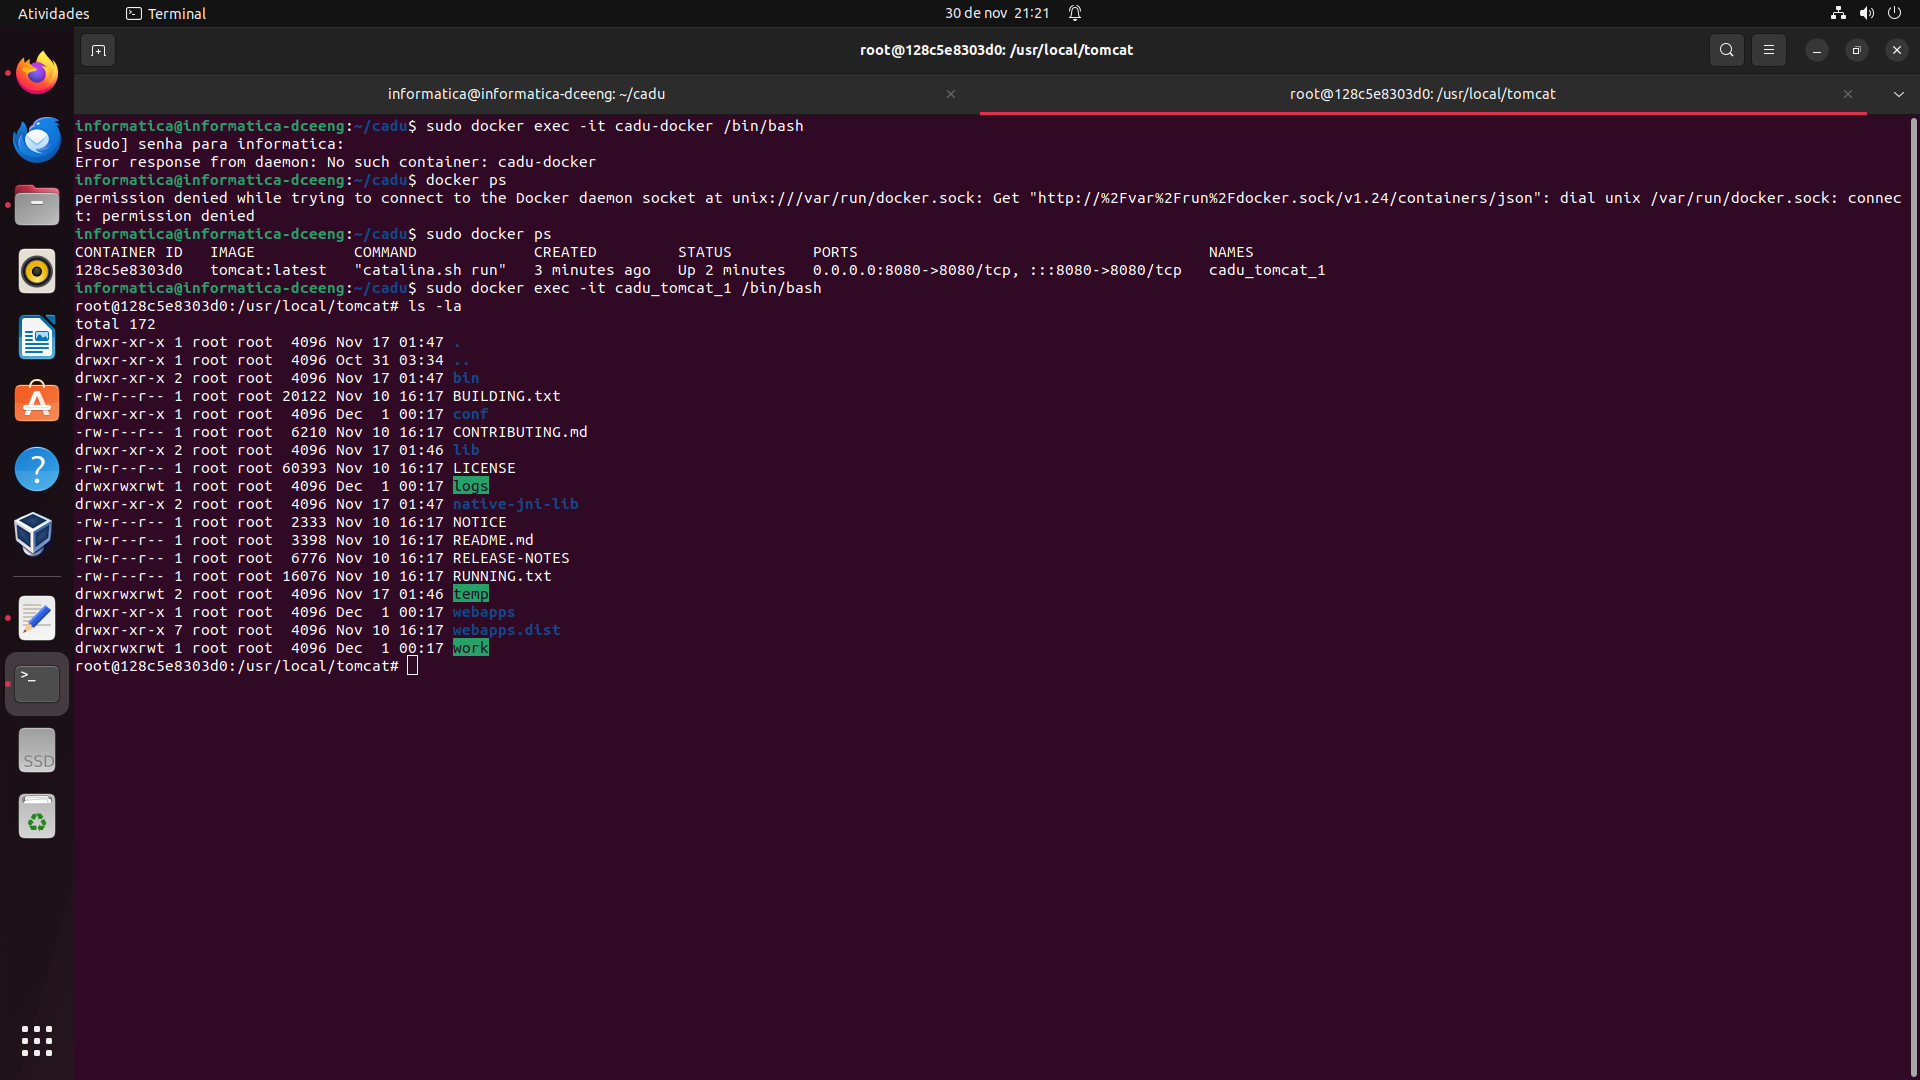 Atividades Terminal 30 de nov 21:21
root@128c5e8303d0: /usr/local/tomcat
informatica@informatica-dceeng: ~/cadu root@128c5e8303d0: /usr/local/tomcat
informatica@informatica-dceeng:~/cadu$ sudo docker exec -it cadu-docker /bin/bash
[sudo] senha para informatica:
Error response from daemon: No such container: cadu-docker
informatica@informatica-dceeng:~/cadu$ docker ps
permission denied while trying to connect to the Docker daemon socket at unix:///var/run/docker.sock: Get "http://%2Fvar%2Frun%2Fdocker.sock/v1.24/containers/json": dial unix /var/run/docker.sock: connec
t: permission denied
informatica@informatica-dceeng:~/cadu$ sudo docker ps
CONTAINER ID   IMAGE           COMMAND             CREATED         STATUS         PORTS                                       NAMES
128c5e8303d0   tomcat:latest   "catalina.sh run"   3 minutes ago   Up 2 minutes   0.0.0.0:8080->8080/tcp, :::8080->8080/tcp   cadu_tomcat_1
informatica@informatica-dceeng:~/cadu$ sudo docker exec -it cadu_tomcat_1 /bin/bash
root@128c5e8303d0:/usr/local/tomcat# ls -la
total 172
drwxr-xr-x 1 root root  4096 Nov 17 01:47 .
drwxr-xr-x 1 root root  4096 Oct 31 03:34 ..
drwxr-xr-x 2 root root  4096 Nov 17 01:47 bin
-rw-r--r-- 1 root root 20122 Nov 10 16:17 BUILDING.txt
drwxr-xr-x 1 root root  4096 Dec  1 00:17 conf
-rw-r--r-- 1 root root  6210 Nov 10 16:17 CONTRIBUTING.md
drwxr-xr-x 2 root root  4096 Nov 17 01:46 lib
-rw-r--r-- 1 root root 60393 Nov 10 16:17 LICENSE
drwxrwxrwt 1 root root  4096 Dec  1 00:17 logs
drwxr-xr-x 2 root root  4096 Nov 17 01:47 native-jni-lib
-rw-r--r-- 1 root root  2333 Nov 10 16:17 NOTICE
-rw-r--r-- 1 root root  3398 Nov 10 16:17 README.md
-rw-r--r-- 1 root root  6776 Nov 10 16:17 RELEASE-NOTES
-rw-r--r-- 1 root root 16076 Nov 10 16:17 RUNNING.txt
drwxrwxrwt 2 root root  4096 Nov 17 01:46 temp
drwxr-xr-x 1 root root  4096 Dec  1 00:17 webapps
drwxr-xr-x 7 root root  4096 Nov 10 16:17 webapps.dist
drwxrwxrwt 1 root root  4096 Dec  1 00:17 work
root@128c5e8303d0:/usr/local/tomcat#
SSD